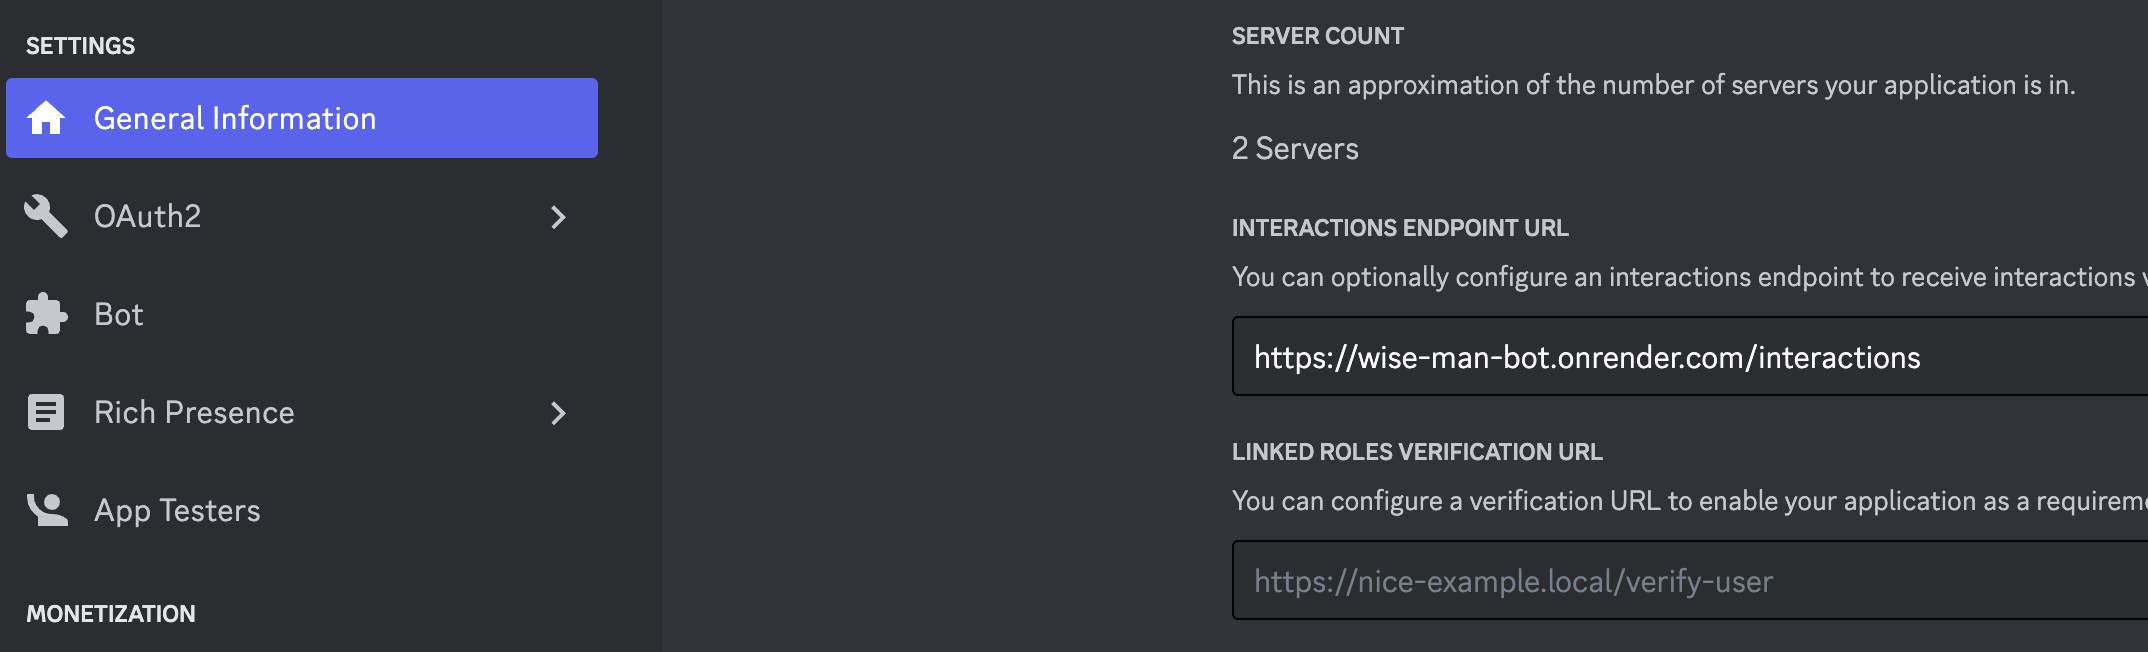 SETTINGS
General Information
OAuth2
Bot
Rich Presence
App Testers
MONETIZATION
SERVER COUNT
This is an approximation of the number of servers your application is in.
2 Servers
INTERACTIONS ENDPOINT URL
You can optionally configure an interactions endpoint to receive interactions
https://wise-man-bot.onrender.com/interactions
LINKED ROLES VERIFICATION URL
You can configure a verification URL to enable your application as a
https://nice-example.local/verify-user